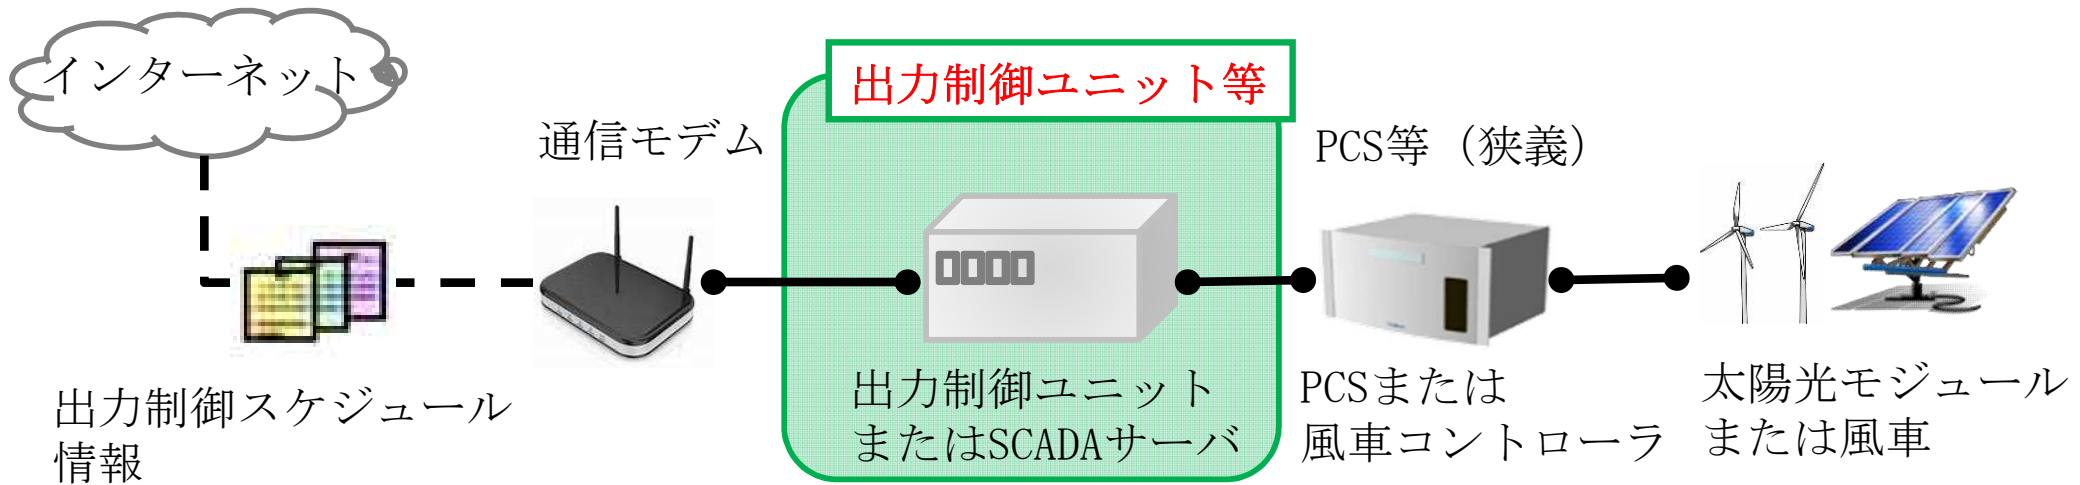 インターネット
出力制御スケジュール
情報
通信モデム
出力制御ユニット等
出力制御ユニット
またはSCADAサーバ
PCS等（狭義）
PCSまたは
風車コントローラ
太陽光モジュール
または風車